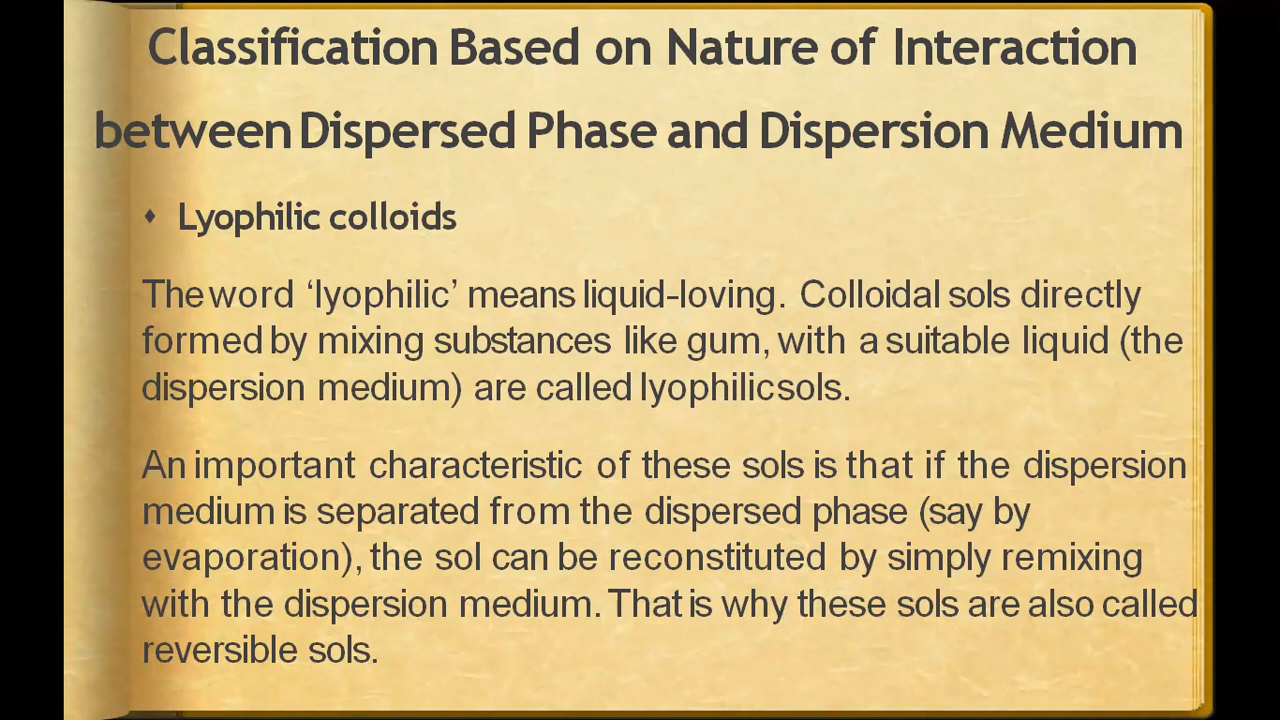 Classification Based on Nature of Interaction
between Dispersed Phase and Dispersion Medium
♦ Lyophilic colloids
The word ‘lyophilic’ means liquid-loving. Colloidal sols directly
formed by mixing substances like gum, with a suitable liquid (the
dispersion medium) are called lyophilic sols.
An important characteristic of these sols is that if the dispersion
medium is separated from the dispersed phase (say by
evaporation), the sol can be reconstituted by simply remixing
with the dispersion medium. That is why these sols are also called
reversible sols.